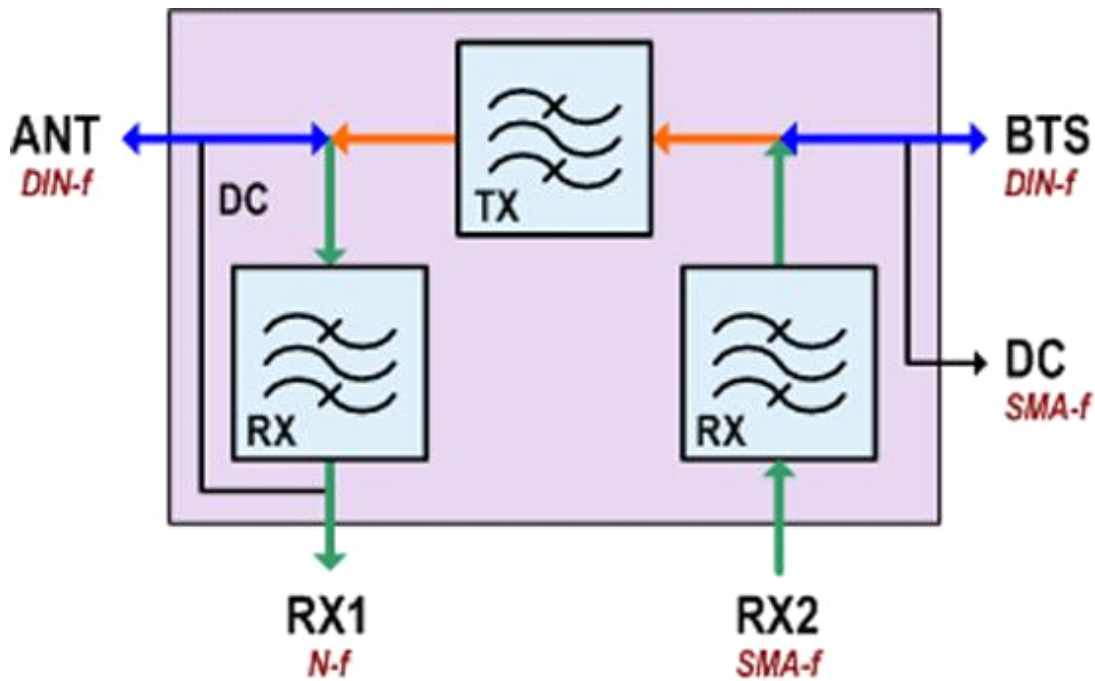 ANT
DIN-f
DC
TX
BTS
DIN-f
RX
RX
DC
SMA-f
RX1
N-f
RX2
SMA-f